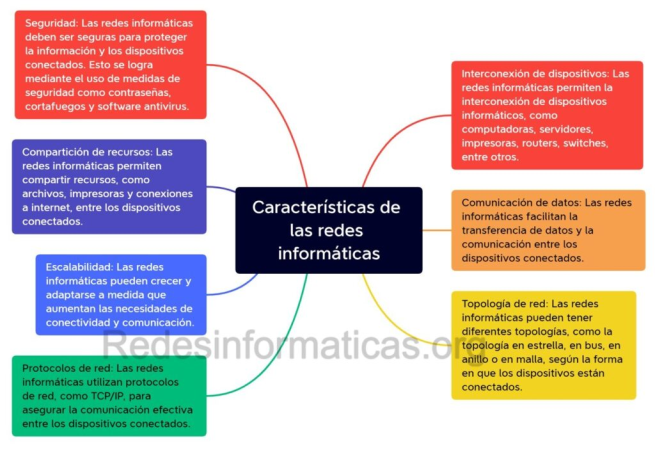 Seguridad: Las redes informáticas
deben ser seguras para proteger
la información y los dispositivos
conectados. Esto se logra
mediante el uso de medidas de
seguridad como contraseñas,
cortafuegos y software antivirus.
Compartición de recursos: Las
redes informáticas permiten
compartir recursos, como
archivos, impresoras y conexiones
a internet, entre los dispositivos
conectados.
Escalabilidad: Las redes
informáticas pueden crecer y
adaptarse a medida que
aumentan las necesidades de
conectividad y comunicación.
Protocolos de red: Las redes
informáticas utilizan protocolos
de red, como TCP/IP, para
asegurar la comunicación efectiva
entre los dispositivos conectados.
Características de
las redes
informáticas
Interconexión de dispositivos: Las
redes informáticas permiten la
interconexión de dispositivos
informáticos, como
computadoras, servidores,
impresoras, routers, switches,
entre otros.
Comunicación de datos: Las redes
informáticas facilitan la
transferencia de datos y la
comunicación entre los
dispositivos conectados.
Topología de red: Las redes
informáticas pueden tener
diferentes topologías, como la
topología en estrella, en bus, en
anillo o en malla, según la forma
en que los dispositivos están
conectados.
Redesinformaticas.org